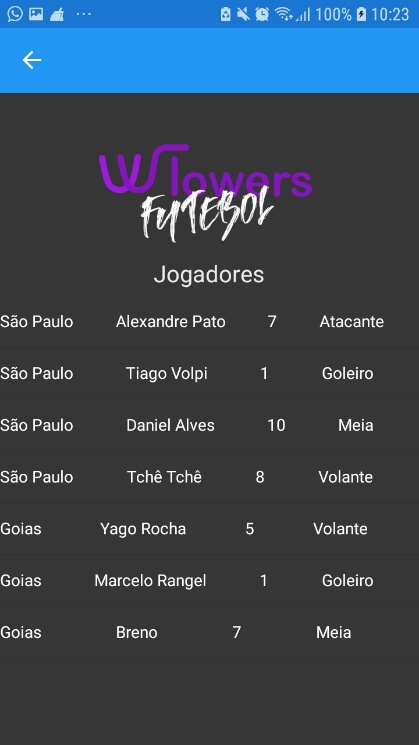 100% 10:23
Wflowers
FUTEBOL
Jogadores
São Paulo Alexandre Pato 7 Atacante
São Paulo Tiago Volpi 1 Goleiro
São Paulo Daniel Alves 10 Meia
São Paulo Tchê Tchê 8 Volante
Goias Yago Rocha 5 Volante
Goias Marcelo Rangel 1 Goleiro
Goias Breno 7 Meia